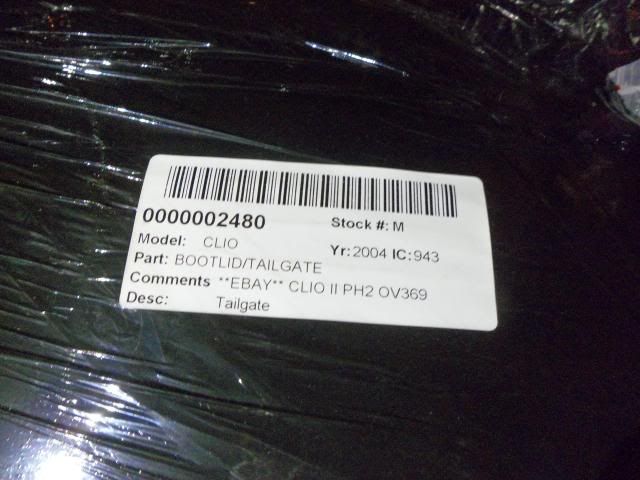 0000002480 Stock #: M
Model: CLIO Yr: 2004 IC: 943
Part: BOOTLID/TAILGATE
Comments **EBAY** CLIO II PH2 OV369
Desc: Tailgate